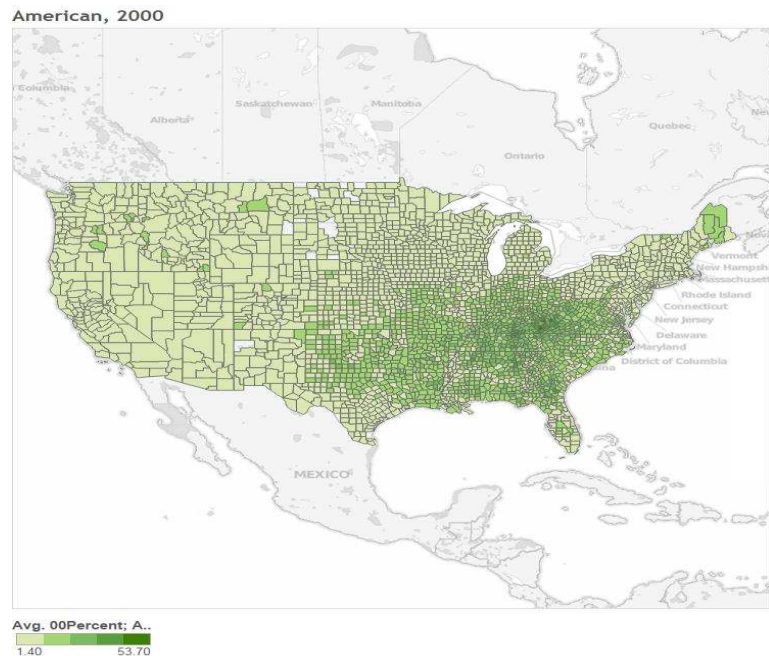 American, 2000
Columbia
Alberta
Saskatchewan
Manitoba
Ontario
Quebec
Vermont
New Hampsh
Massachuset
Rhode Island
Connecticut
New Jersey
Delaware
Maryland
District of Columbia
MEXICO
Avg. 00Percent; A..
1.40 53.70